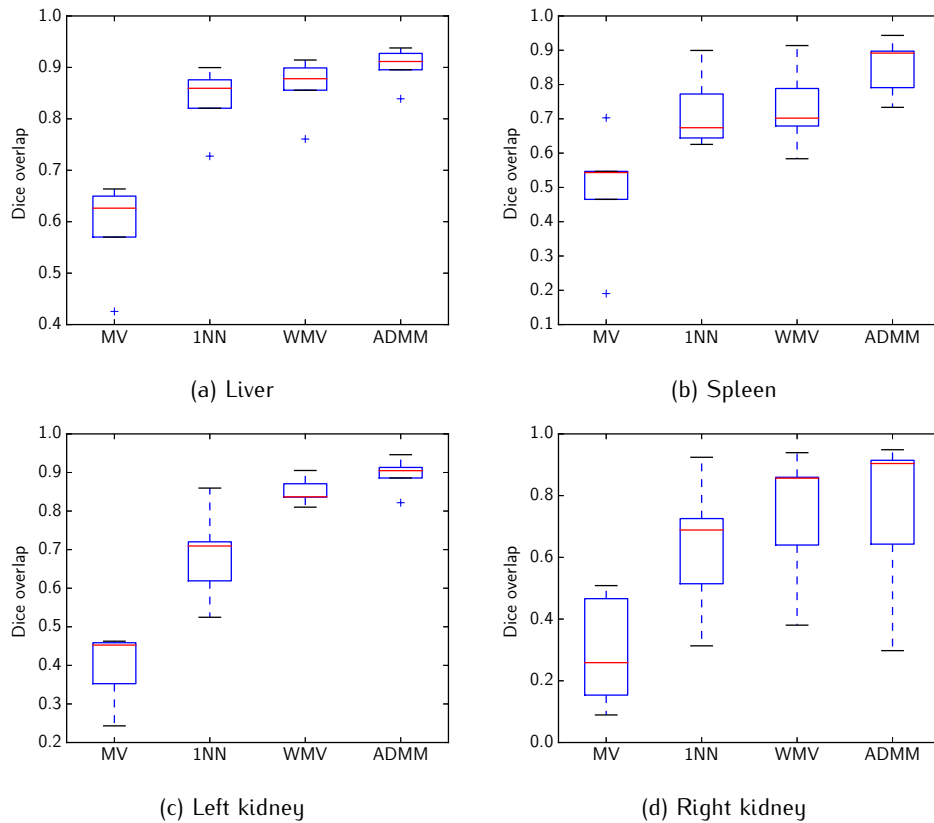 1.0
0.9
0.8
0.7
0.6
0.5
0.4
Dice overlap
MV 1NN WMV ADMM
(a) Liver
1.0
0.9
0.8
0.7
0.6
0.5
0.4
0.3
0.2
0.1
Dice overlap
MV 1NN WMV ADMM
(b) Spleen
1.0
0.9
0.8
0.7
0.6
0.5
0.4
0.3
0.2
Dice overlap
MV 1NN WMV ADMM
(c) Left kidney
1.0
0.8
0.6
0.4
0.2
0.0
Dice overlap
MV 1NN WMV ADMM
(d) Right kidney